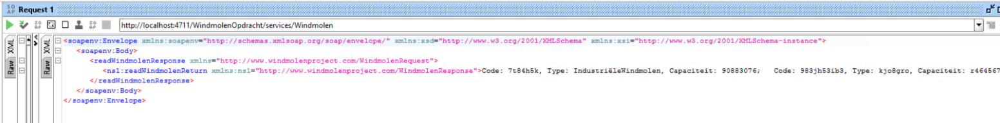 SO AP Request 1
http://localhost:4711/WindmolenOpdracht/services/Windmolen
XML
Raw
XML
Raw
<soapenv:Envelope xmlns:soapenv="http://schemas.xmlsoap.org/soap/envelope/" xmlns:xsd="http://www.w3.org/2001/XMLSchema" xmlns:xsi="http://www.w3.org/2001/XMLSchema-instance">
<soapenv:Body>
<readWindmolenResponse xmlns="http://www.windmolenproject.com/WindmolenRequest">
<ns1:readWindmolenReturn xmlns:ns1="http://www.windmolenproject.com/WindmolenResponse">Code: 7t84h5k, Type: IndustriëleWindmolen, Capaciteit: 90883076;   Code: 983jh53ib3, Type: kjo8gro, Capaciteit: r464567
</readWindmolenResponse>
</soapenv:Body>
</soapenv:Envelope>